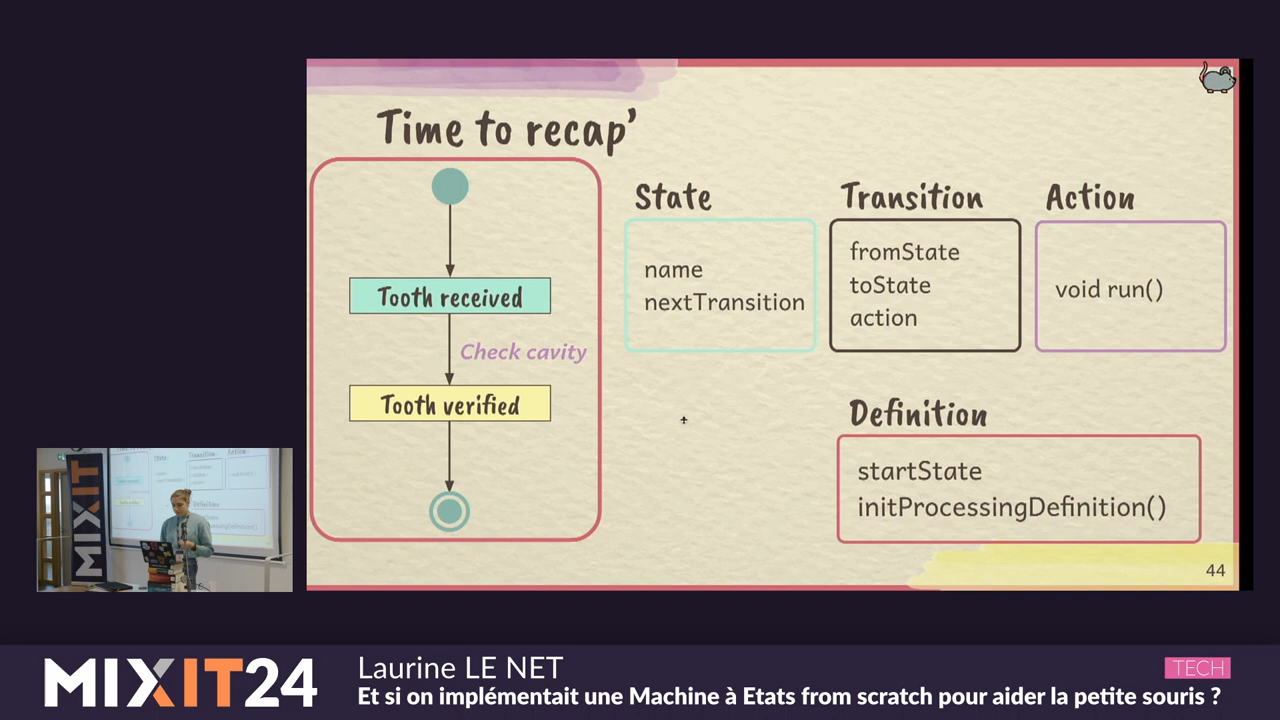 Time to recap'
Tooth received
Check cavity
Tooth verified
State
name
nextTransition
Transition
fromState
toState
action
Action
void run()
Definition
startState
initProcessingDefinition()
44
MIXIT
MIXIT24
Laurine LE NET
TECH
Et si on implémentait une Machine à Etats from scratch pour aider la petite souris ?